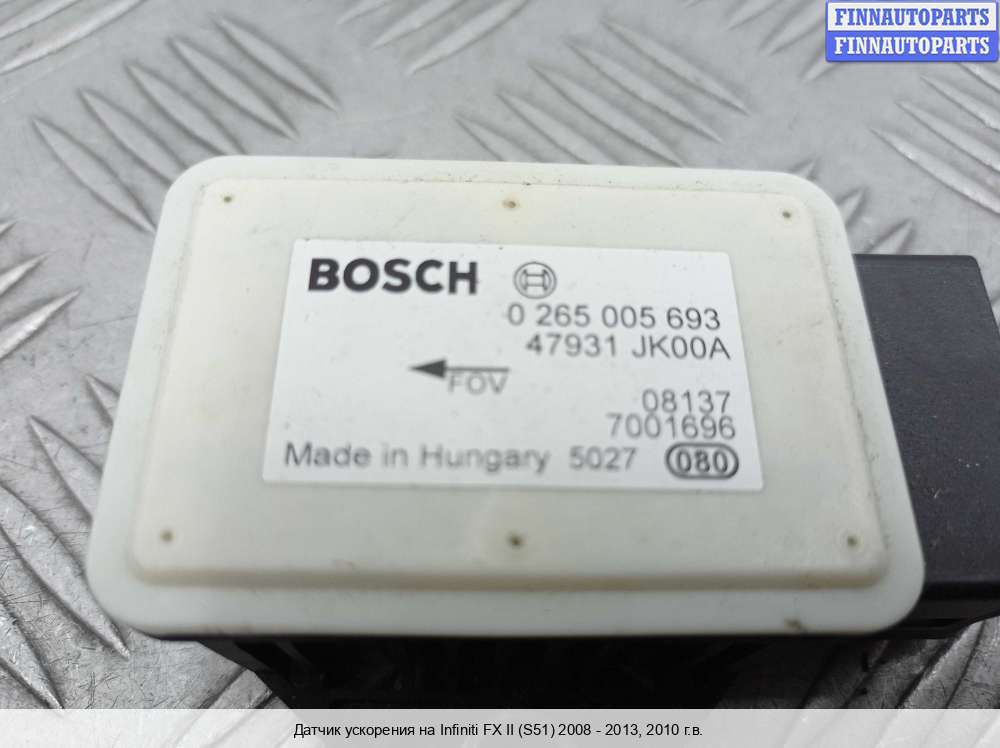 FINNAUTOPARTS
FINNAUTOPARTS
BOSCH
0 265 005 693
47931 JK00A
FOV
08137
7001696
Made in Hungary 5027 080
Датчик ускорения на Infiniti FX II (S51) 2008 - 2013, 2010 г.в.